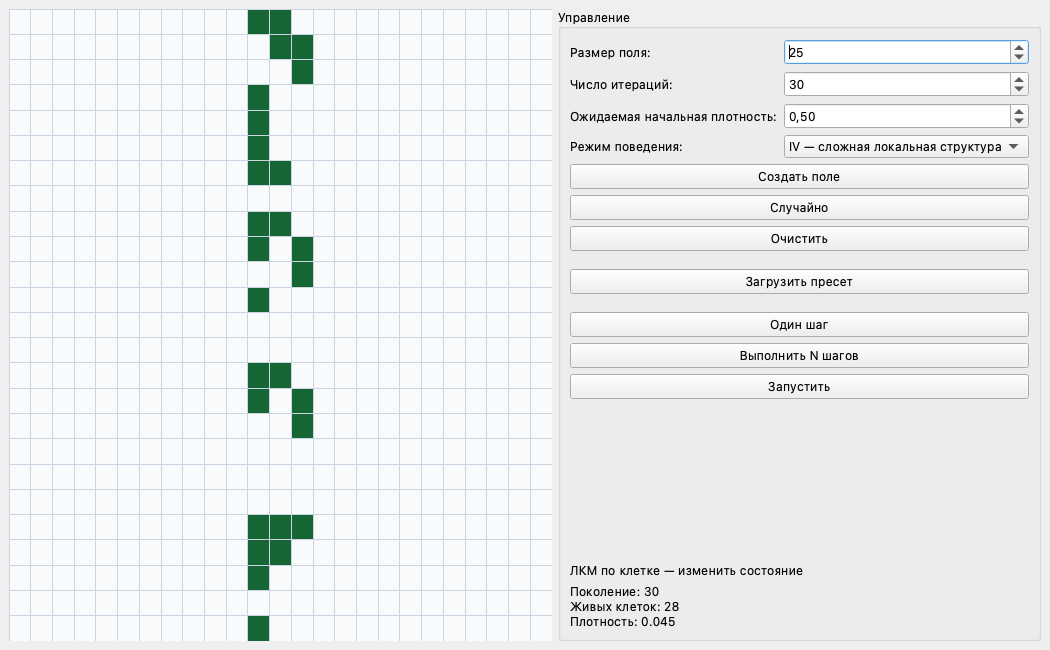 Управление
Размер поля: 25
Число итераций: 30
Ожидаемая начальная плотность: 0,50
Режим поведения: IV — сложная локальная структура
Создать поле
Случайно
Очистить
Загрузить пресет
Один шаг
Выполнить N шагов
Запустить
ЛКМ по клетке — изменить состояние
Поколение: 30
Живых клеток: 28
Плотность: 0.045